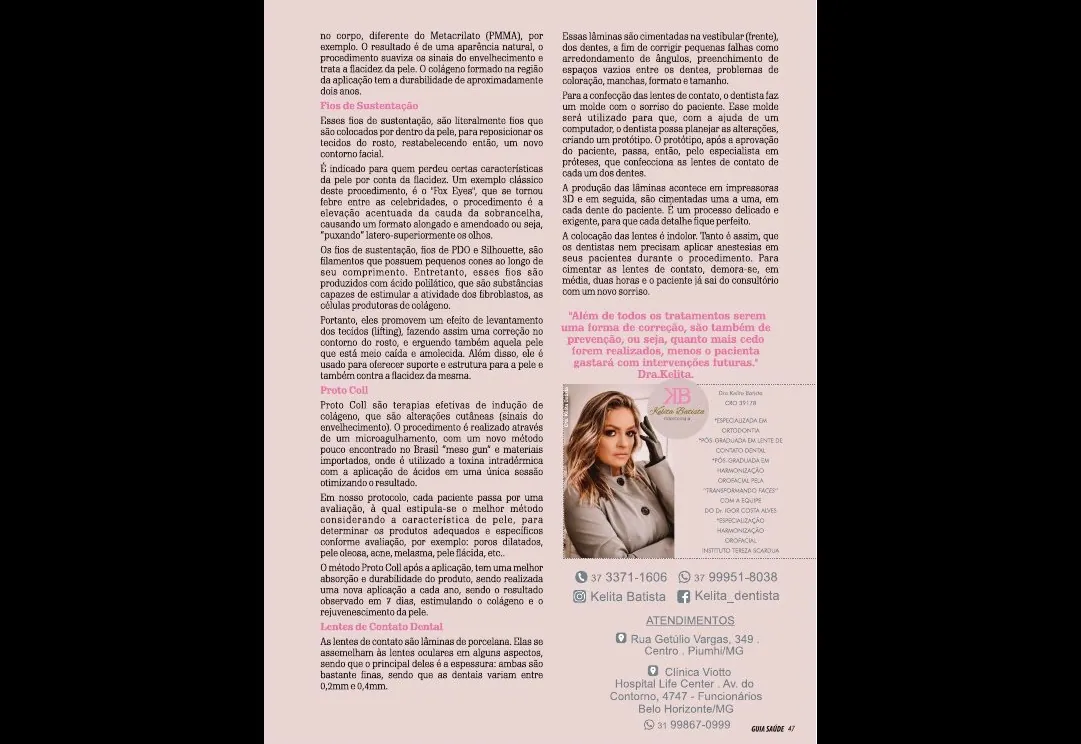 no corpo, diferente do Metacrilato (PMMA), por
exemplo. O resultado é de uma aparência natural, o
procedimento suaviza os sinais do envelhecimento e
trata a flacidez da pele. O colágeno formado na região
da aplicação tem a durabilidade de aproximadamente
dois anos.
Fios de Sustentação
Esses fios de sustentação, são literalmente fios que
são colocados por dentro da pele, para reposicionar os
tecidos do rosto, restabelecendo então, um novo
contorno facial.
É indicado para quem perdeu certas características
da pele por conta da flacidez. Um exemplo clássico
deste procedimento, é o "Fox Eyes", que se tornou
febre entre as celebridades, o procedimento é a
elevação acentuada da cauda da sobrancelha,
causando um formato alongado e amendoado ou seja,
"puxando" latero-superiormente os olhos.
Os fios de sustentação, fios de PDO e Silhouette, são
filamentos que possuem pequenos cones ao longo de
seu comprimento. Entretanto, esses fios são
produzidos com ácido polilático, que são substâncias
capazes de estimular a atividade dos fibroblastos, as
células produtoras de colágeno.
Portanto, eles promovem um efeito de levantamento
dos tecidos (lifting), fazendo assim uma correção no
contorno do rosto, e erguendo também aquela pele
que está meio caída e amolecida. Além disso, ele é
usado para oferecer suporte e estrutura para a pele e
também contra a flacidez da mesma.
Proto Coll
Proto Coll são terapias efetivas de indução de
colágeno, que são alterações cutâneas (sinais do
envelhecimento). O procedimento é realizado através
de um microagulhamento, com um novo método
pouco encontrado no Brasil "meso gun" e materiais
importados, onde é utilizado a toxina intradérmica
com a aplicação de ácidos em uma única sessão
otimizando o resultado.
Em nosso protocolo, cada paciente passa por uma
avaliação, à qual estipula-se o melhor método
considerando a característica de pele, para
determinar os produtos adequados e específicos
conforme avaliação, por exemplo: poros dilatados,
pele oleosa, acne, melasma, pele flácida, etc..
O método Proto Coll após a aplicação, tem uma melhor
absorção e durabilidade do produto, sendo realizada
uma nova aplicação a cada ano, sendo o resultado
observado em 7 dias, estimulando o colágeno e o
rejuvenescimento da pele.
Lentes de Contato Dental
As lentes de contato são lâminas de porcelana. Elas se
assemelham às lentes oculares em alguns aspectos,
sendo que o principal deles é a espessura: ambas são
bastante finas, sendo que as dentais variam entre
0,2mm e 0,4mm.
Essas lâminas são cimentadas na vestibular (frente),
dos dentes, a fim de corrigir pequenas falhas como
arredondamento de ângulos, preenchimento de
espaços vazios entre os dentes, problemas de
coloração, manchas, formato e tamanho.
Para a confecção das lentes de contato, o dentista faz
um molde com o sorriso do paciente. Esse molde
será utilizado para que, com a ajuda de um
computador, o dentista possa planejar as alterações,
criando um protótipo. O protótipo, após a aprovação
do paciente, passa, então, pelo especialista em
próteses, que confecciona as lentes de contato de
cada um dos dentes.
A produção das lâminas acontece em impressoras
3D e em seguida, são cimentadas uma a uma, em
cada dente do paciente. É um processo delicado e
exigente, para que cada detalhe fique perfeito.
A colocação das lentes é indolor. Tanto é assim, que
os dentistas nem precisam aplicar anestesias em
seus pacientes durante o procedimento. Para
cimentar as lentes de contato, demora-se, em
média, duas horas e o paciente já sai do consultório
com um novo sorriso.
"Além de todos os tratamentos serem
uma forma de correção, são também de
prevenção, ou seja, quanto mais cedo
forem realizados, menos o pacienta
gastará com intervenções futuras."
Dra.Kelita.
KB
Kelita Batista
Dra Kelita Batista
CRO 39178
*ESPECIALIZADA EM
ORTODONTIA
*PÓS-GRADUADA EM LENTE DE
CONTATO DENTAL
*PÓS-GRADUADA EM
HARMONIZAÇÃO
OROFACIAL PELA
"TRANSFORMANDO FACES"
COM A EQUIPE
DO Dr. IGOR COSTA ALVES
*ESPECIALIZAÇÃO
HARMONIZAÇÃO
OROFACIAL
INSTITUTO TEREZA SCARDUA
37 3371-1606 37 99951-8038
Kelita Batista Kelita_dentista
ATENDIMENTOS
Rua Getúlio Vargas, 349 .
Centro . Piumhi/MG
Clínica Viotto
Hospital Life Center . Av. do
Contorno, 4747 - Funcionários
Belo Horizonte/MG
31 99867-0999
GUIA SAÚDE 47